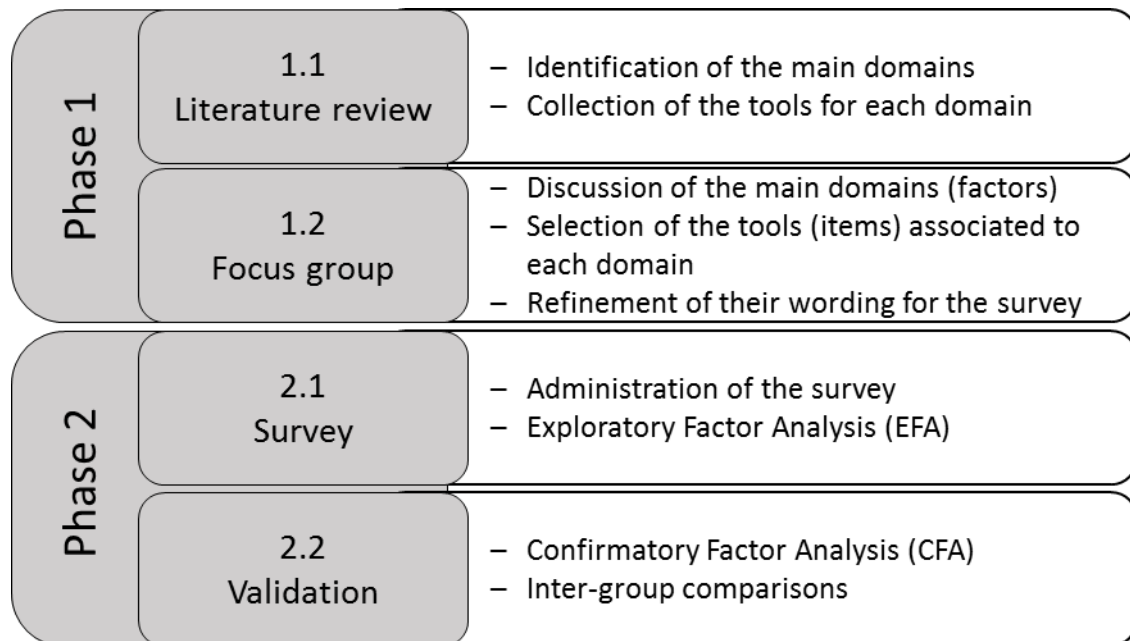 Phase 1
1.1
Literature review
– Identification of the main domains
– Collection of the tools for each domain
1.2
Focus group
– Discussion of the main domains (factors)
– Selection of the tools (items) associated to
each domain
– Refinement of their wording for the survey
Phase 2
2.1
Survey
– Administration of the survey
– Exploratory Factor Analysis (EFA)
2.2
Validation
– Confirmatory Factor Analysis (CFA)
– Inter-group comparisons